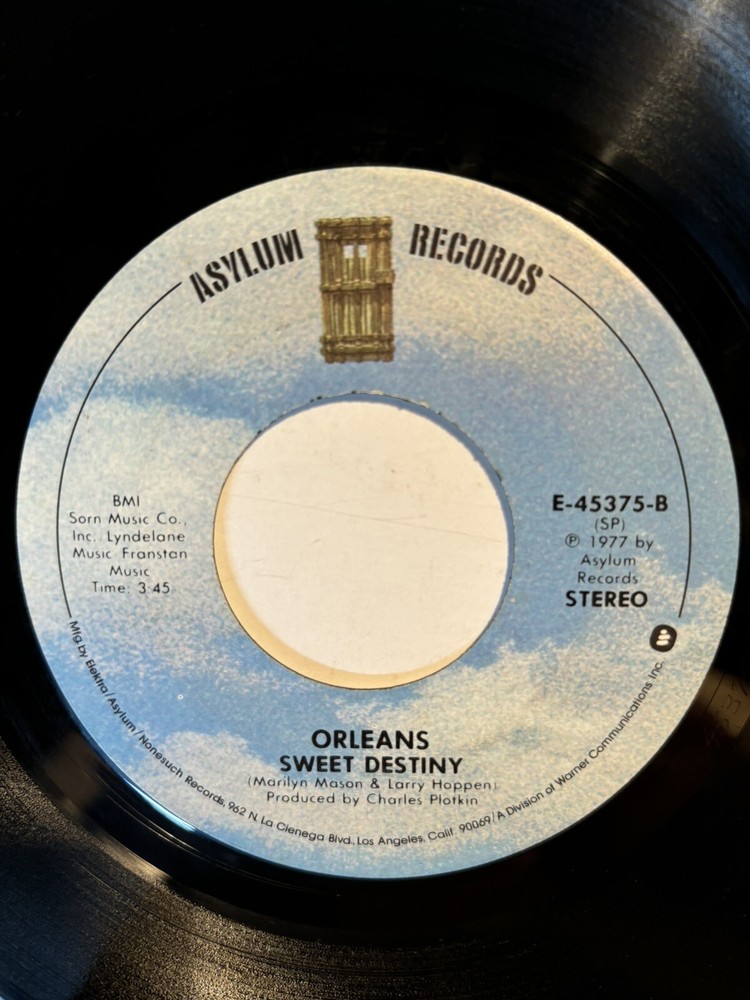 ASYLUM RECORDS
BMI
Sorn Music Co.,
Inc. Lyndelane
Music Franstan
Music
Time: 3:45
E-45375-B
(SP)
℗ 1977 by
Asylum
Records
STEREO
ORLEANS
SWEET DESTINY
(Marilyn Mason & Larry Hoppen)
Produced by Charles Plotkin
Mfg by Elektra/Asylum/Nonesuch Records, 962 N. La Cienega Blvd., Los Angeles, Calif. 90069/A Division of Warner Communications Inc.